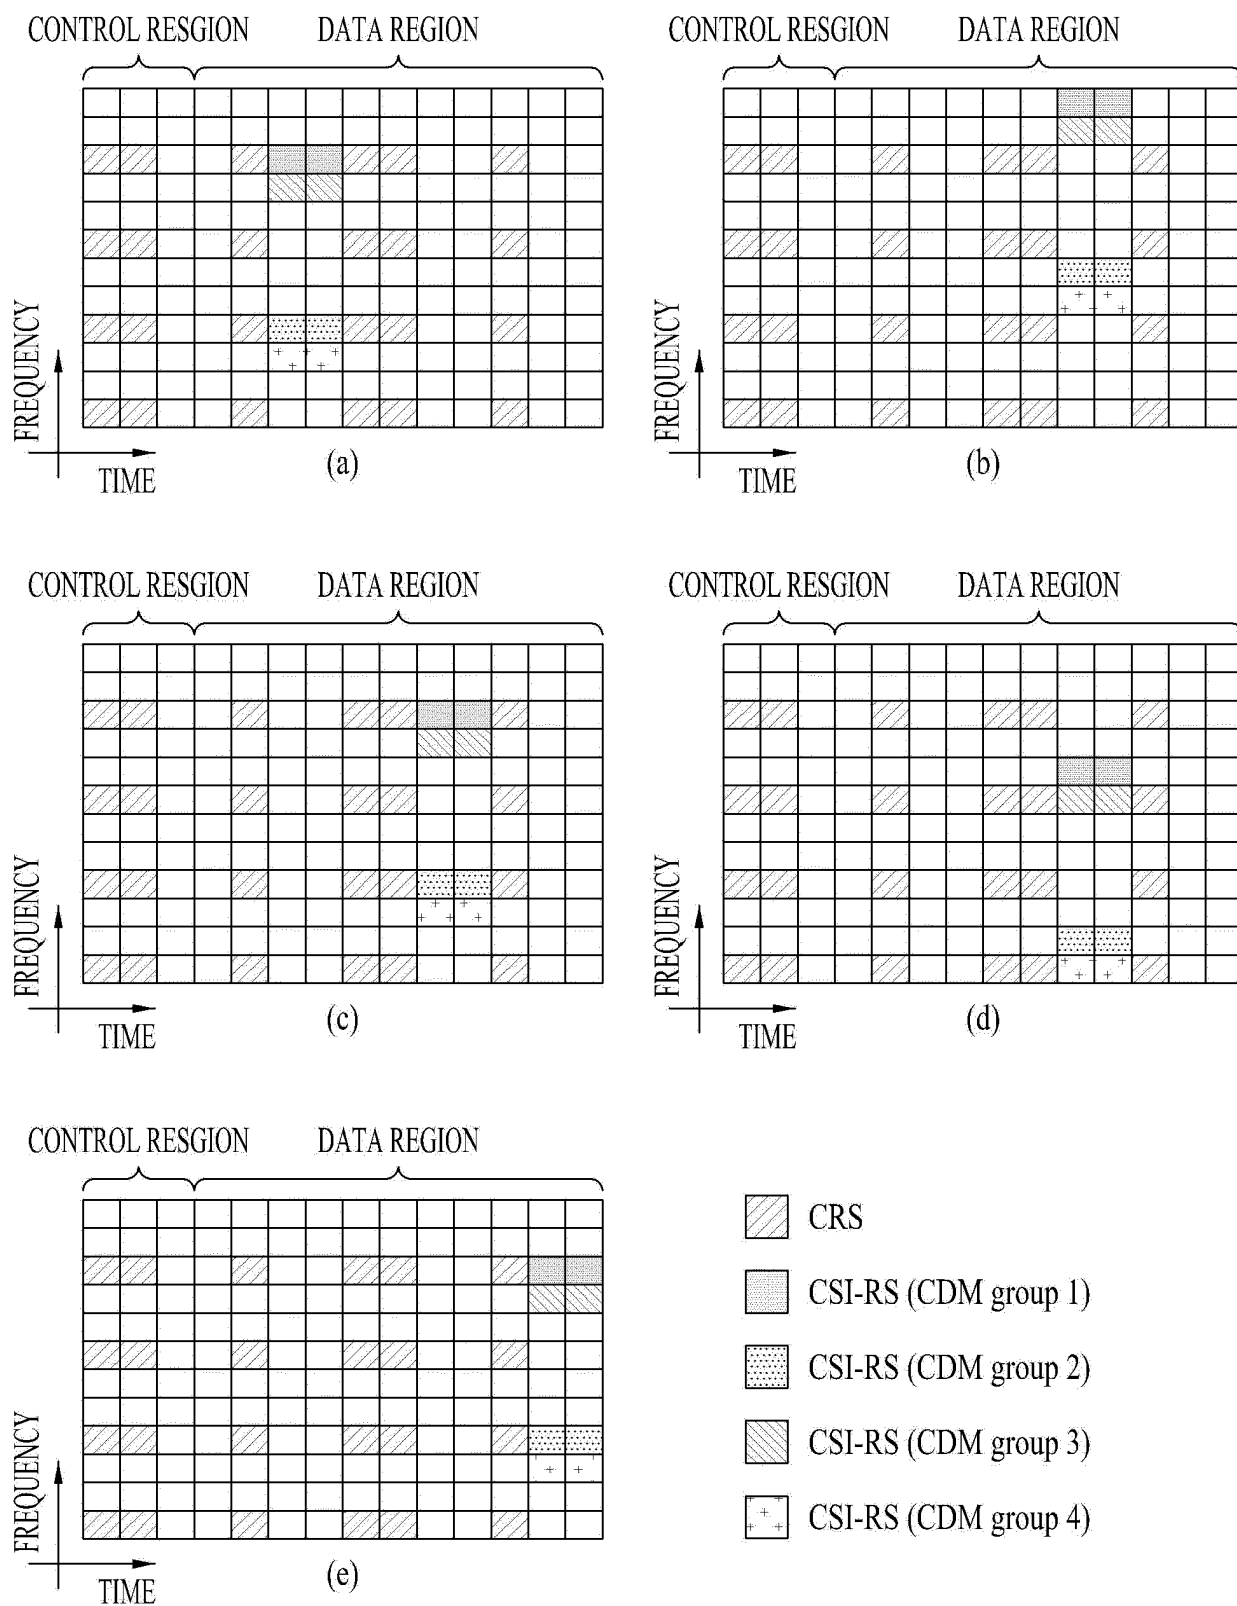 CONTROL RESGION DATA REGION
CONTROL RESGION DATA REGION
FREQUENCY
TIME
(a)
FREQUENCY
TIME
(b)
CONTROL RESGION DATA REGION
CONTROL RESGION DATA REGION
FREQUENCY
TIME
(c)
FREQUENCY
TIME
(d)
CONTROL RESGION DATA REGION
FREQUENCY
TIME
(e)
CRS
CSI-RS (CDM group 1)
CSI-RS (CDM group 2)
CSI-RS (CDM group 3)
CSI-RS (CDM group 4)